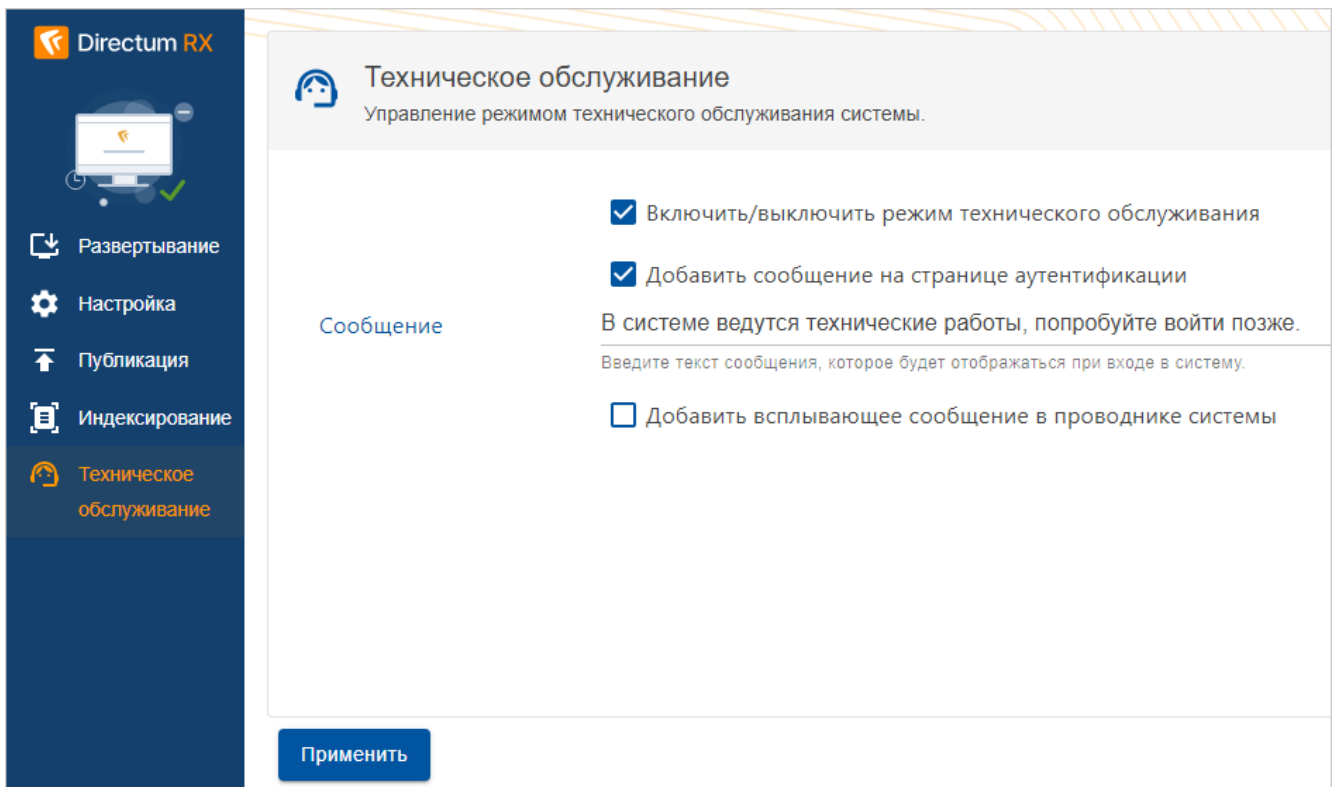 Directum RX
Развертывание
Настройка
Публикация
Индексирование
Техническое
обслуживание
Техническое обслуживание
Управление режимом технического обслуживания системы.
Включить/выключить режим технического обслуживания
Добавить сообщение на странице аутентификации
Сообщение
В системе ведутся технические работы, попробуйте войти позже.
Введите текст сообщения, которое будет отображаться при входе в систему.
Добавить всплывающее сообщение в проводнике системы
Применить